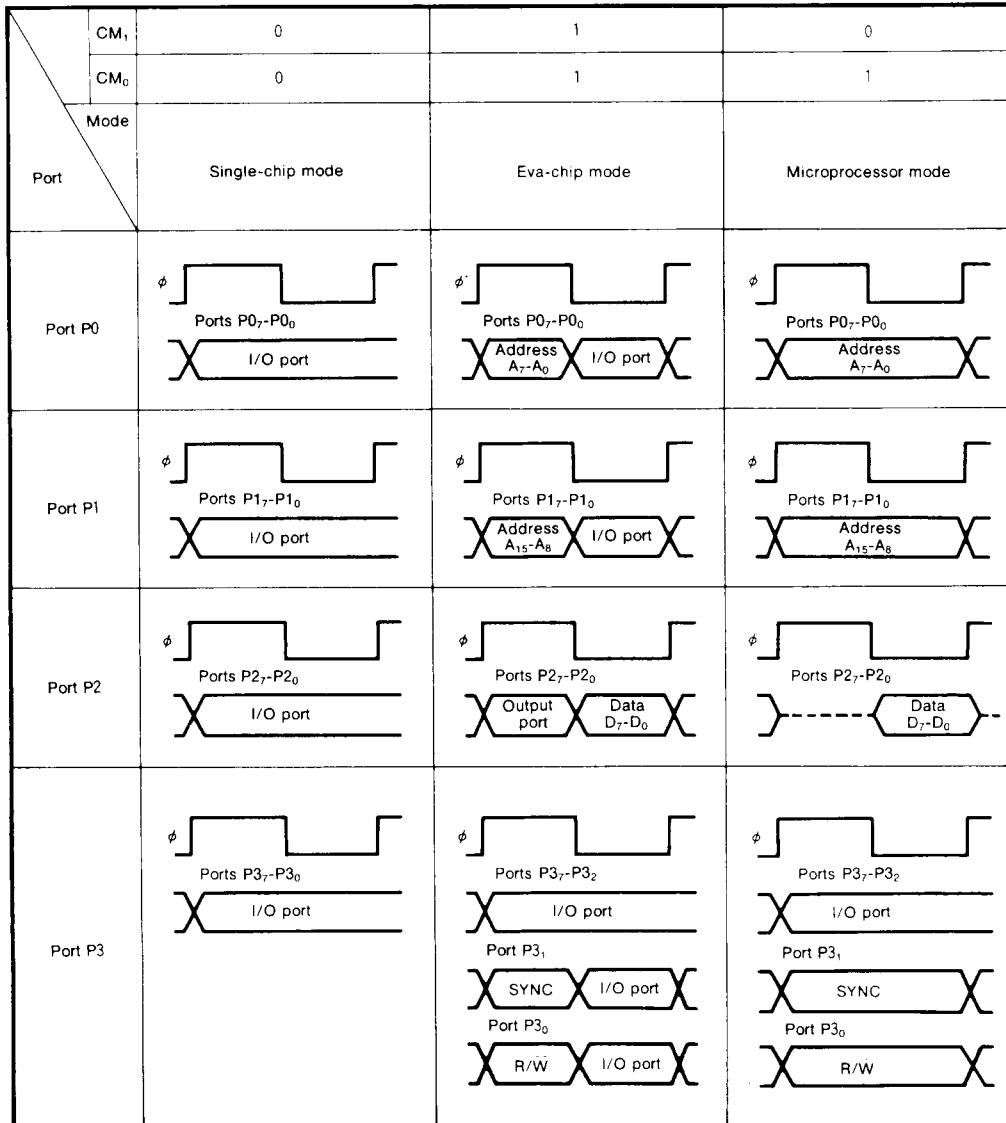 CM₁ 0 1 0
CM₀ 0 1 1
Mode
Port
Single-chip mode Eva-chip mode Microprocessor mode
Port P0
φ φ φ
Ports P0₇-P0₀ Ports P0₇-P0₀ Ports P0₇-P0₀
I/O port Address A₇-A₀ I/O port Address A₇-A₀
Port P1
φ φ φ
Ports P1₇-P1₀ Ports P1₇-P1₀ Ports P1₇-P1₀
I/O port Address A₁₅-A₈ I/O port Address A₁₅-A₈
Port P2
φ φ φ
Ports P2₇-P2₀ Ports P2₇-P2₀ Ports P2₇-P2₀
I/O port Output port Data D₇-D₀ Data D₇-D₀
Port P3
φ φ φ
Ports P3₇-P3₀ Ports P3₇-P3₂ Ports P3₇-P3₂
I/O port I/O port I/O port
Port P3₁ Port P3₁
SYNC I/O port SYNC
Port P3₀ Port P3₀
R/W̅ I/O port R/W